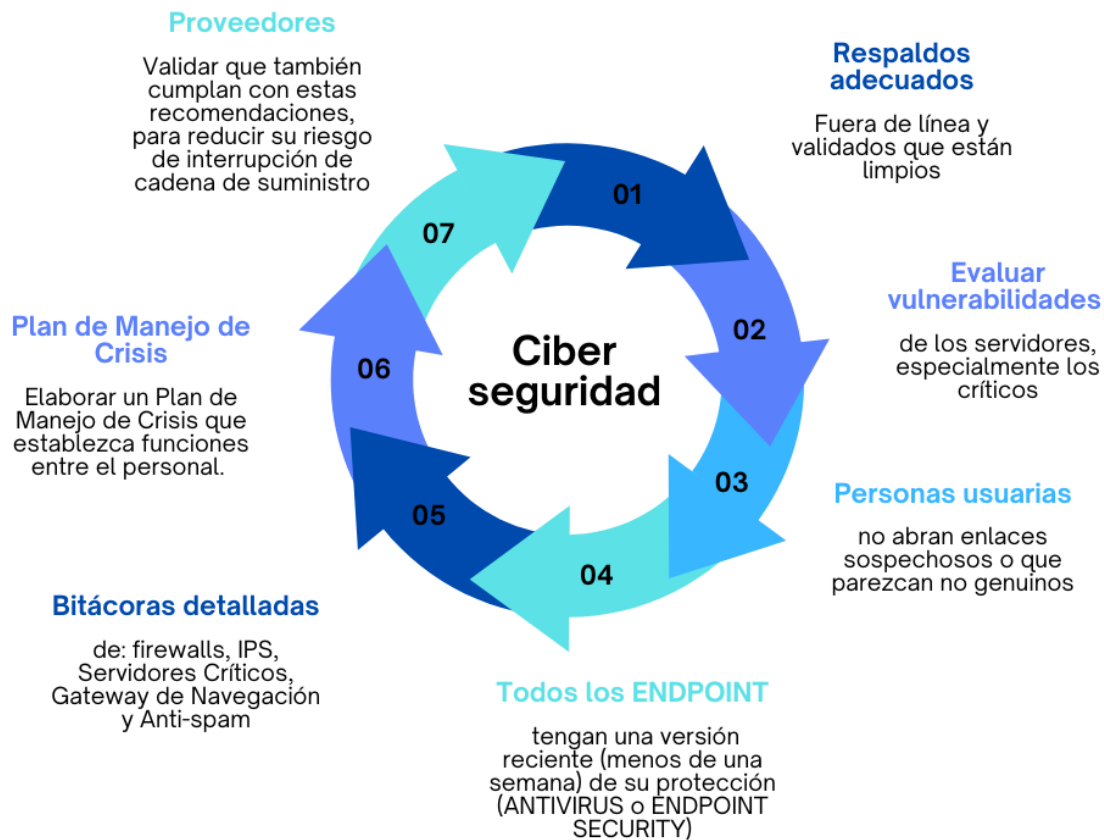 Proveedores
Validar que también
cumplan con estas
recomendaciones,
para reducir su riesgo
de interrupción de
cadena de suministro
Respaldos
adecuados
Fuera de línea y
validados que están
limpios
01
07
Evaluar
vulnerabilidades
de los servidores,
especialmente los
críticos
02
Plan de Manejo de
Crisis
Elaborar un Plan de
Manejo de Crisis que
establezca funciones
entre el personal.
06
Ciber
seguridad
03
Personas usuarias
no abran enlaces
sospechosos o que
parezcan no genuinos
05
04
Bitácoras detalladas
de: firewalls, IPS,
Servidores Críticos,
Gateway de Navegación
y Anti-spam
Todos los ENDPOINT
tengan una versión
reciente (menos de una
semana) de su protección
(ANTIVIRUS o ENDPOINT
SECURITY)